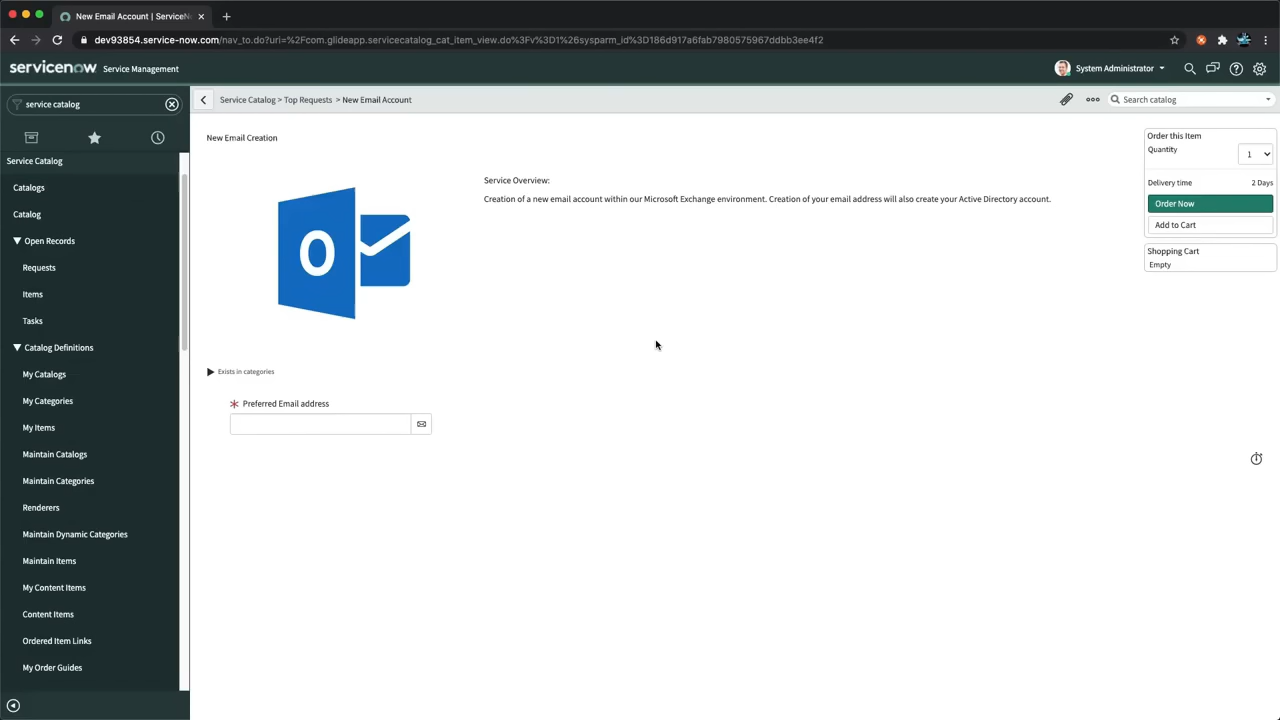 New Email Account | ServiceN
dev93854.service-now.com/nav_to.do?uri=%2Fcom.glideapp.servicecatalog_cat_item_view.do%3Fv%3D1%26sysparm_id%3D186d917a6fab7980575967ddbb3ee4f2
servicenow Service Management
System Administrator
service catalog
Service Catalog > Top Requests > New Email Account
Search catalog
Service Catalog
Catalogs
Catalog
Open Records
Requests
Items
Tasks
Catalog Definitions
My Catalogs
My Categories
My Items
Maintain Catalogs
Maintain Categories
Renderers
Maintain Dynamic Categories
Maintain Items
My Content Items
Content Items
Ordered Item Links
My Order Guides
New Email Creation
O
Service Overview:
Creation of a new email account within our Microsoft Exchange environment. Creation of your email address will also create your Active Directory account.
Exists in categories
Preferred Email address
Order this Item
Quantity
1
Delivery time 2 Days
Order Now
Add to Cart
Shopping Cart
Empty